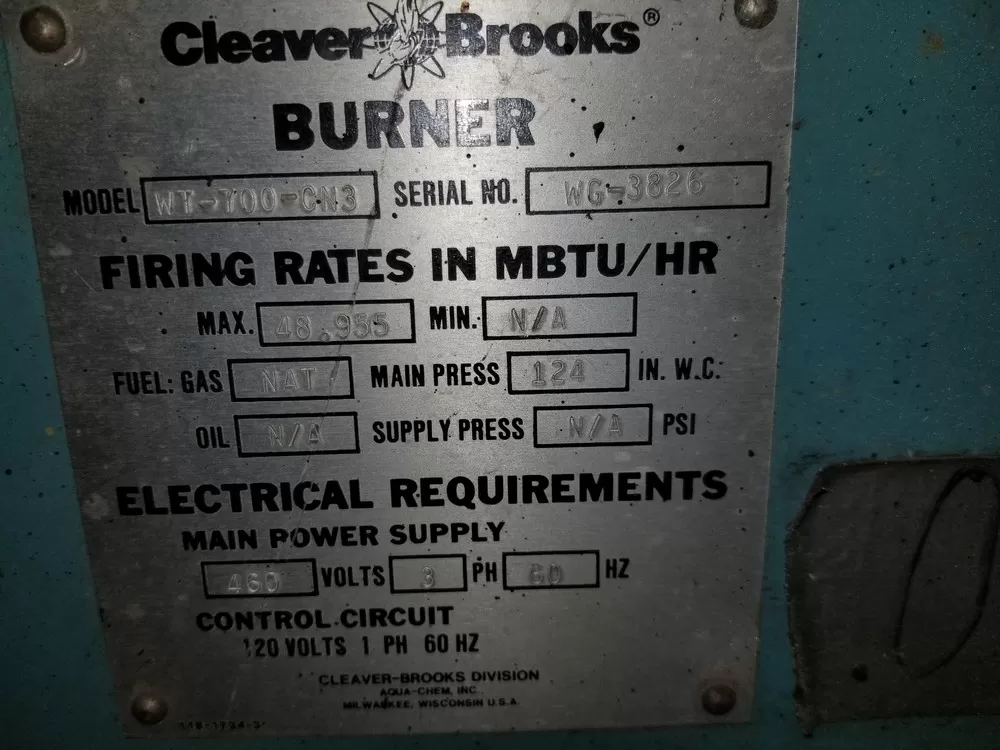 Cleaver Brooks®
BURNER
MODEL WT-700-CN3 SERIAL NO. WG-3826
FIRING RATES IN MBTU/HR
MAX. 48.955 MIN. N/A
FUEL: GAS NAT MAIN PRESS 124 IN. W.C.
OIL N/A SUPPLY PRESS N/A PSI
ELECTRICAL REQUIREMENTS
MAIN POWER SUPPLY
460 VOLTS 3 PH 60 HZ
CONTROL CIRCUIT
120 VOLTS 1 PH 60 HZ
CLEAVER-BROOKS DIVISION
AQUA-CHEM, INC.
MILWAUKEE, WISCONSIN U.S.A.